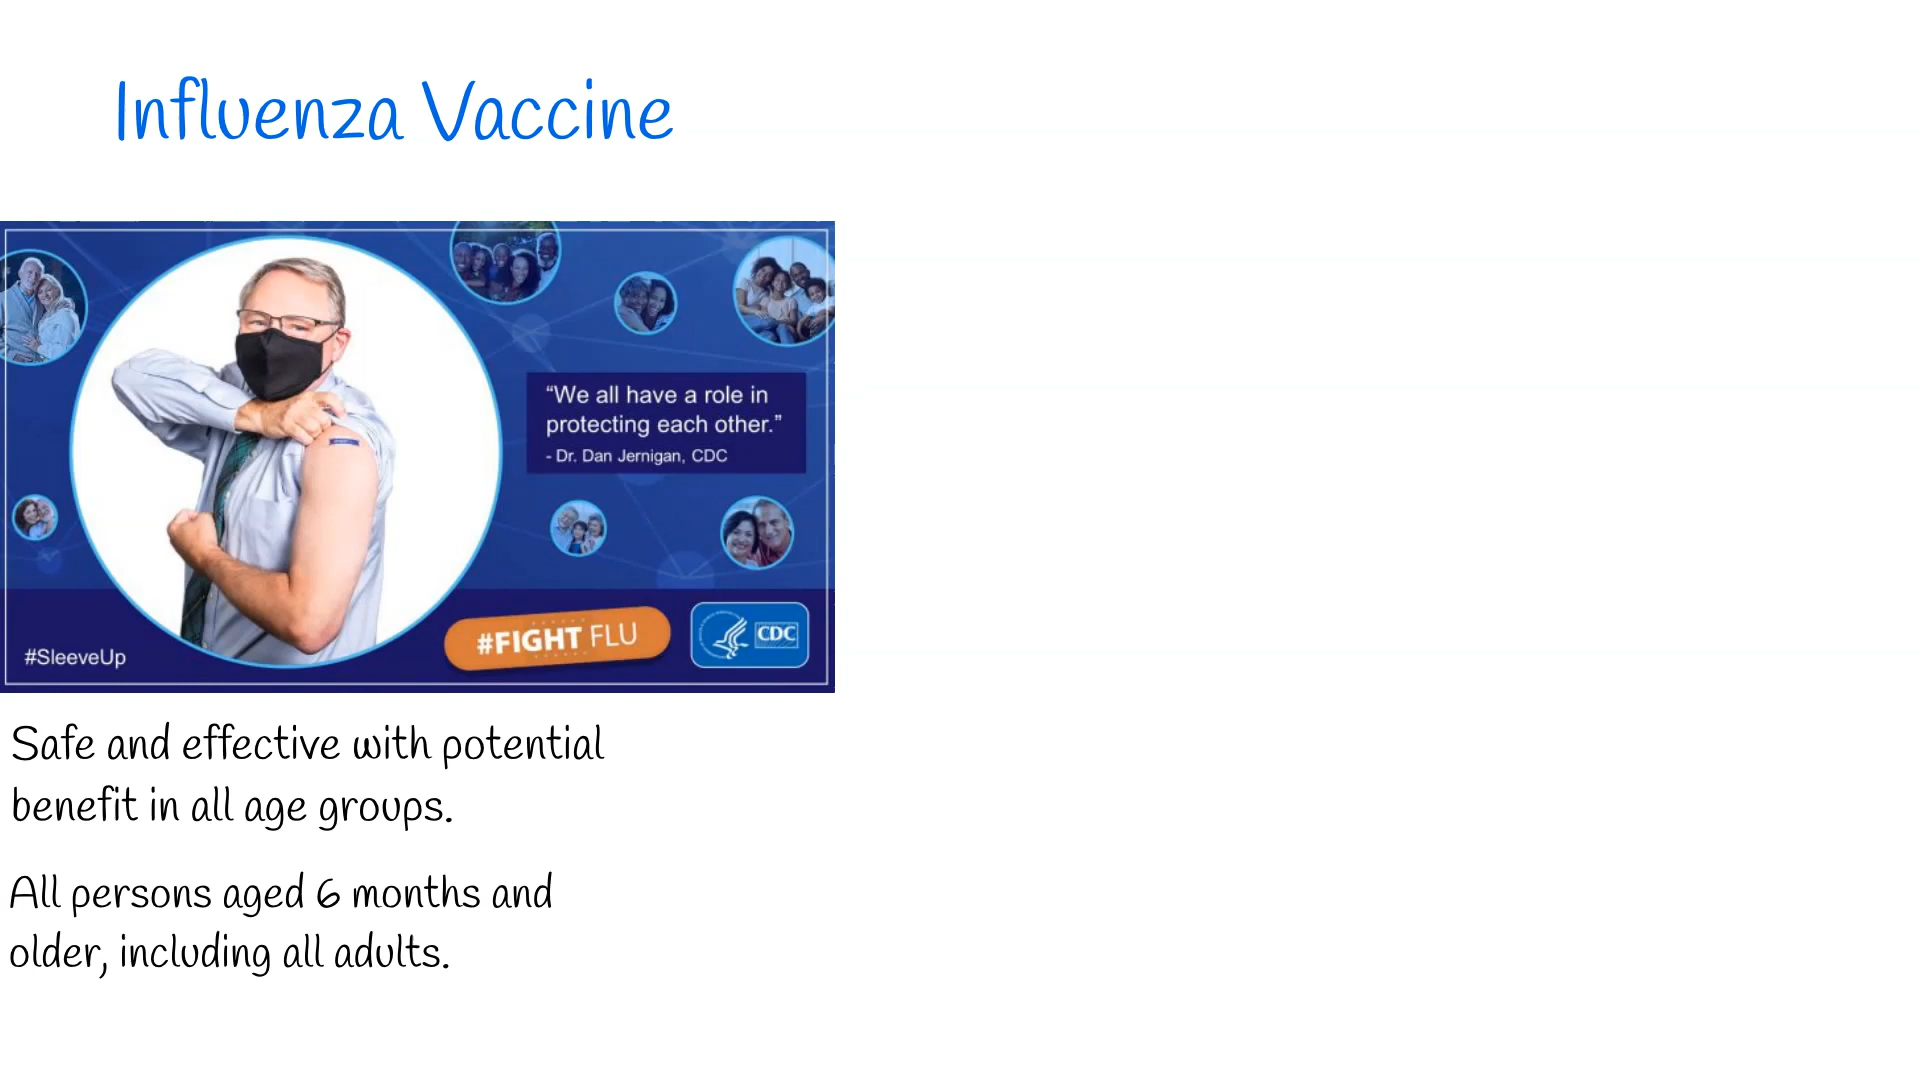 Influenza Vaccine
“We all have a role in
protecting each other.”
- Dr. Dan Jernigan, CDC
#SleeveUp
#FIGHT FLU
CDC
Safe and effective with potential
benefit in all age groups.
All persons aged 6 months and
older, including all adults.